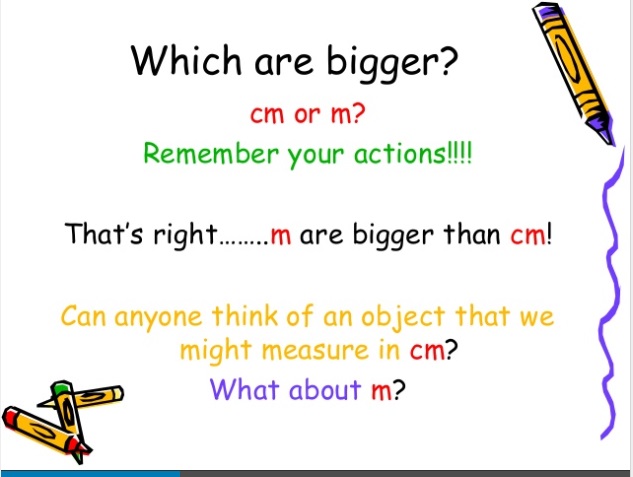 Which are bigger?
cm or m?
Remember your actions!!!!
That's right........m are bigger than cm!
Can anyone think of an object that we
might measure in cm?
What about m?